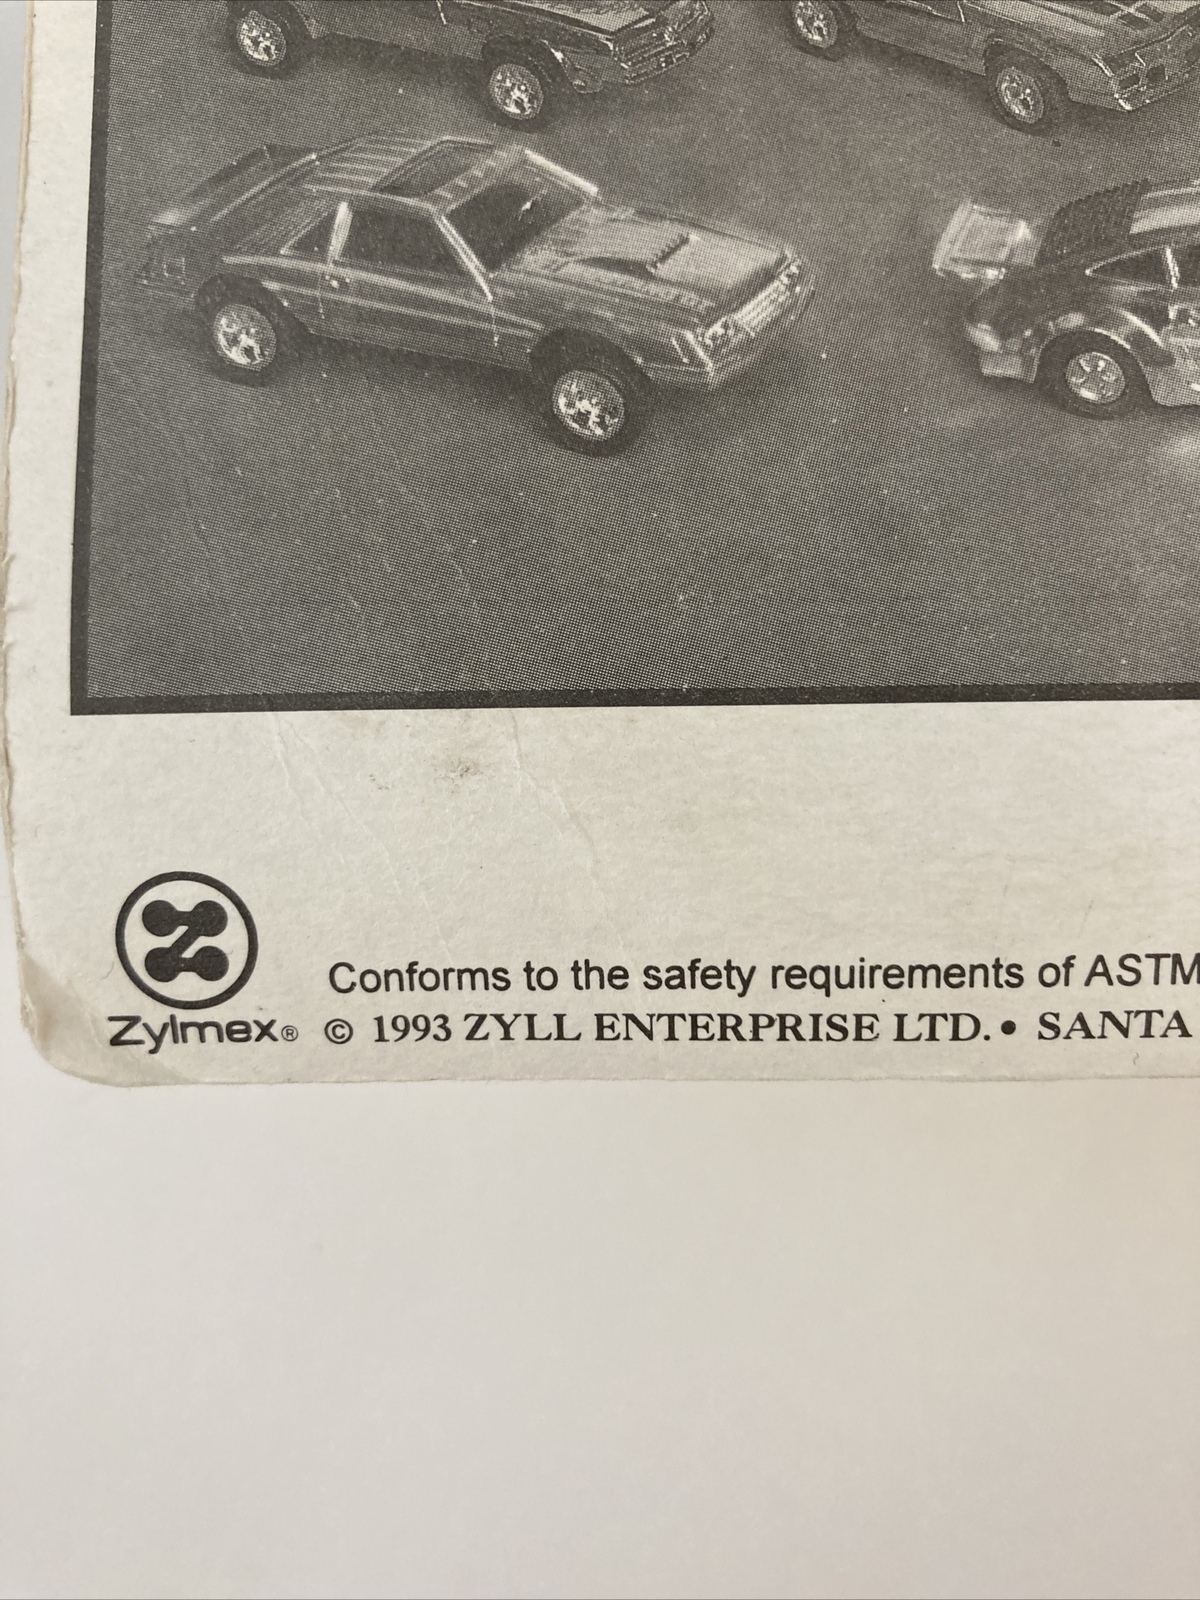 Conforms to the safety requirements of ASTM
Zylmex® © 1993 ZYLL ENTERPRISE LTD. • SANTA